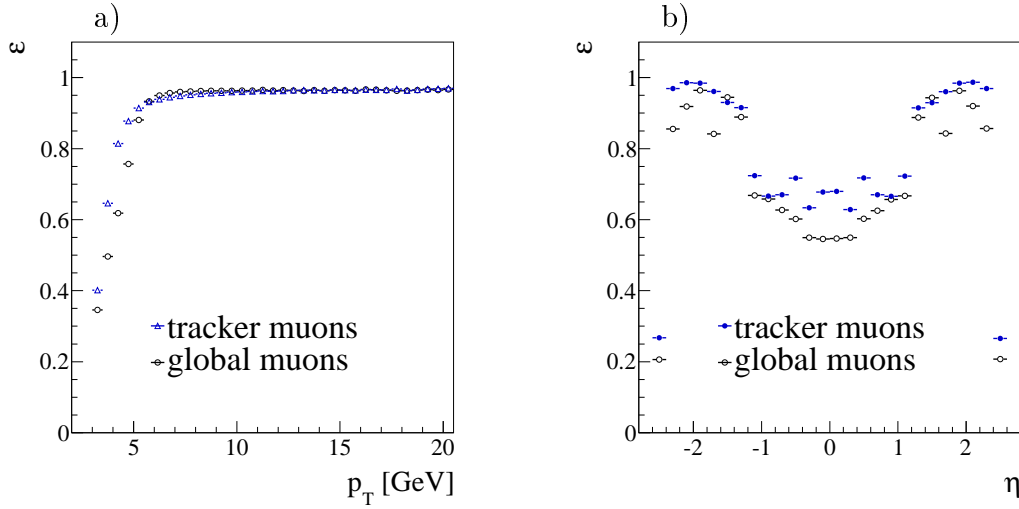 a)
ε
1
0.8
0.6
0.4
0.2
0
tracker muons
global muons
5 10 15 20
p_T [GeV]
b)
ε
1
0.8
0.6
0.4
0.2
0
tracker muons
global muons
-2 -1 0 1 2
η